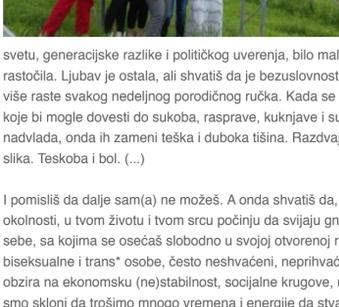 svetu, generacijske razlike i političkog uverenja, bilo mal
rastočila. Ljubav je ostala, ali shvatiš da je bezuslovnost
više raste svakog nedeljnog porodičnog ručka. Kada se
koje bi mogle dovesti do sukoba, rasprave, kuknjave i su
nadvlada, onda ih zameni teška i duboka tišina. Razdvaj
slika. Teskoba i bol. (...)
I pomisliš da dalje sam(a) ne možeš. A onda shvatiš da,
okolnosti, u tvom životu i tvom srcu počinju da svijaju gn
sebe, sa kojima se osećaš slobodno u svojoj otvorenoj r
biseksualne i trans* osobe, često neshvaćeni, neprihvać
obzira na ekonomsku (ne)stabilnost, socijalne krugove,
smo skloni da trošimo mnogo vremena i energije da stva